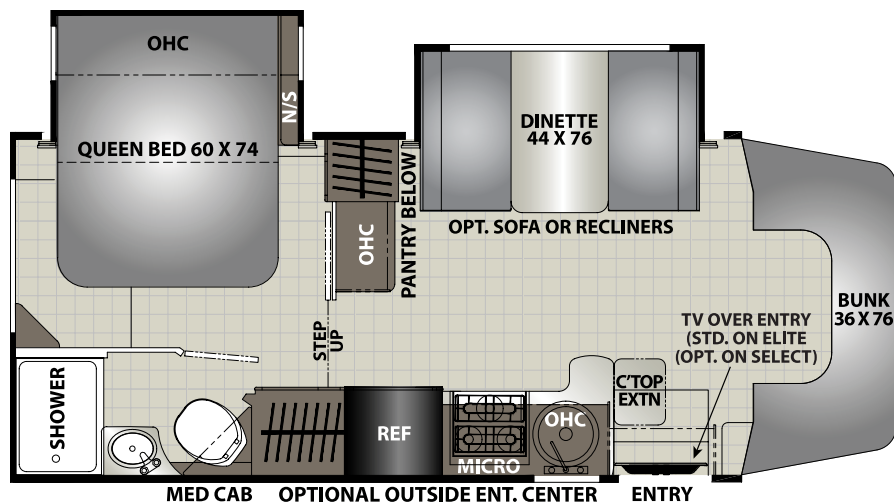 OHC
N/S
QUEEN BED 60 X 74
DINETTE
44 X 76
PANTRY BELOW
OHC
OPT. SOFA OR RECLINERS
BUNK
36 X 76
TV OVER ENTRY
(STD. ON ELITE
(OPT. ON SELECT)
STEP
UP
C'TOP
EXTN
SHOWER
REF
OHC
MICRO
MED CAB
OPTIONAL OUTSIDE ENT. CENTER
ENTRY